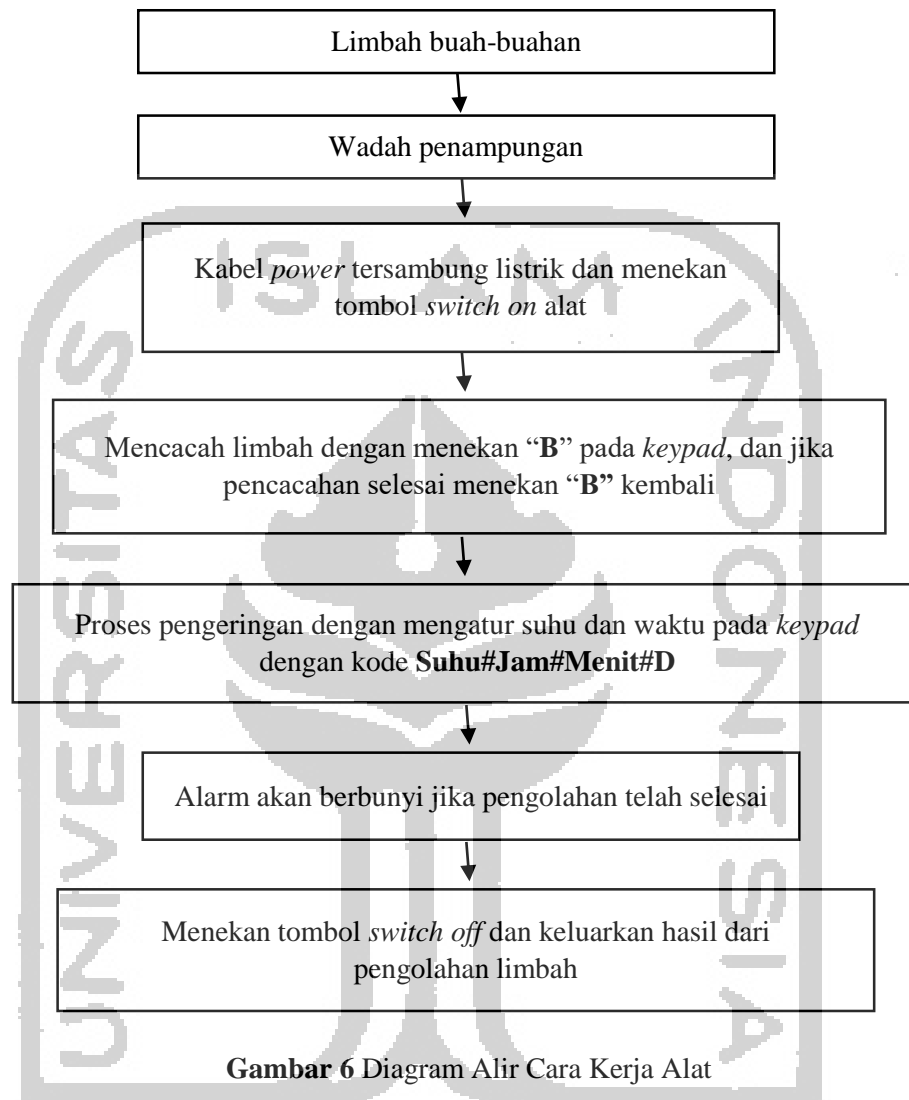 Limbah buah-buahan
Wadah penampungan
Kabel power tersambung listrik dan menekan
tombol switch on alat
Mencacah limbah dengan menekan “B” pada keypad, dan jika
pencacahan selesai menekan “B” kembali
Proses pengeringan dengan mengatur suhu dan waktu pada keypad
dengan kode Suhu#Jam#Menit#D
Alarm akan berbunyi jika pengolahan telah selesai
Menekan tombol switch off dan keluarkan hasil dari
pengolahan limbah
Gambar 6 Diagram Alir Cara Kerja Alat
UNIVERSITAS
ISLAM
INDONESIA